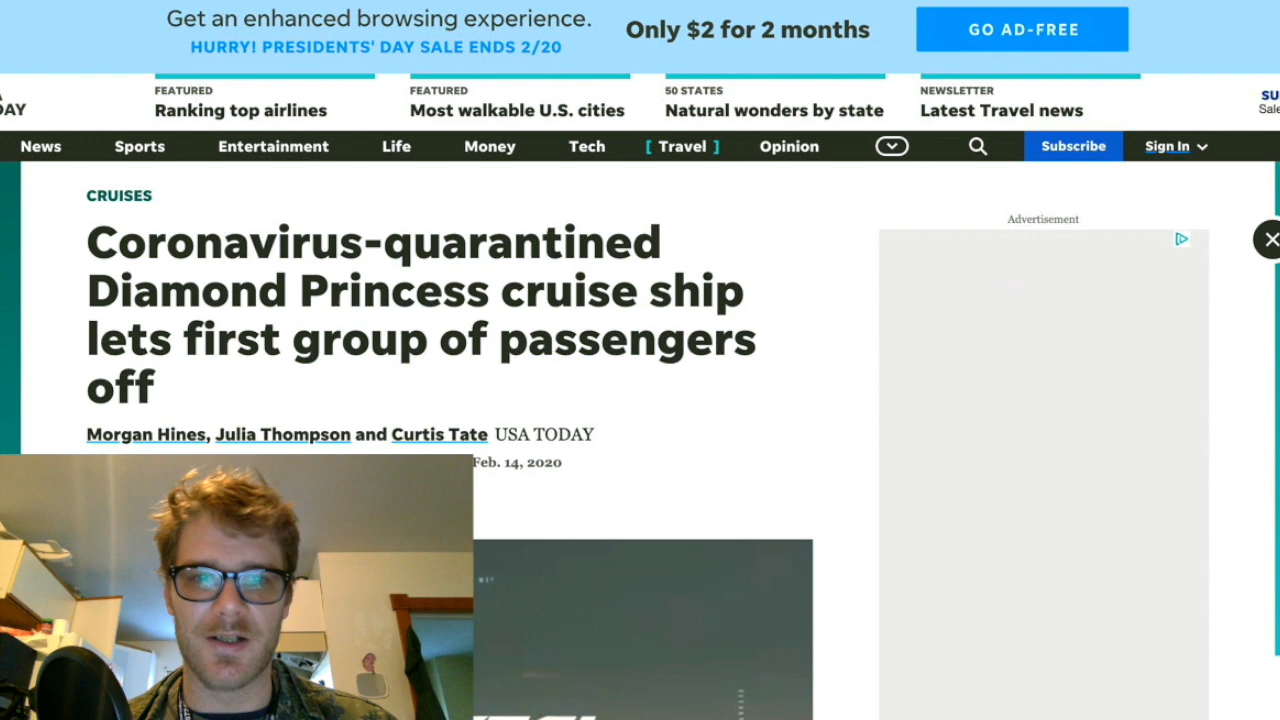 Get an enhanced browsing experience.
HURRY! PRESIDENTS' DAY SALE ENDS 2/20
Only $2 for 2 months
GO AD-FREE
DAY
FEATURED
Ranking top airlines
FEATURED
Most walkable U.S. cities
50 STATES
Natural wonders by state
NEWSLETTER
Latest Travel news
SU
Sale
News Sports Entertainment Life Money Tech [ Travel ] Opinion Subscribe Sign In
CRUISES
Coronavirus-quarantined
Diamond Princess cruise ship
lets first group of passengers
off
Morgan Hines, Julia Thompson and Curtis Tate USA TODAY
Feb. 14, 2020
Advertisement